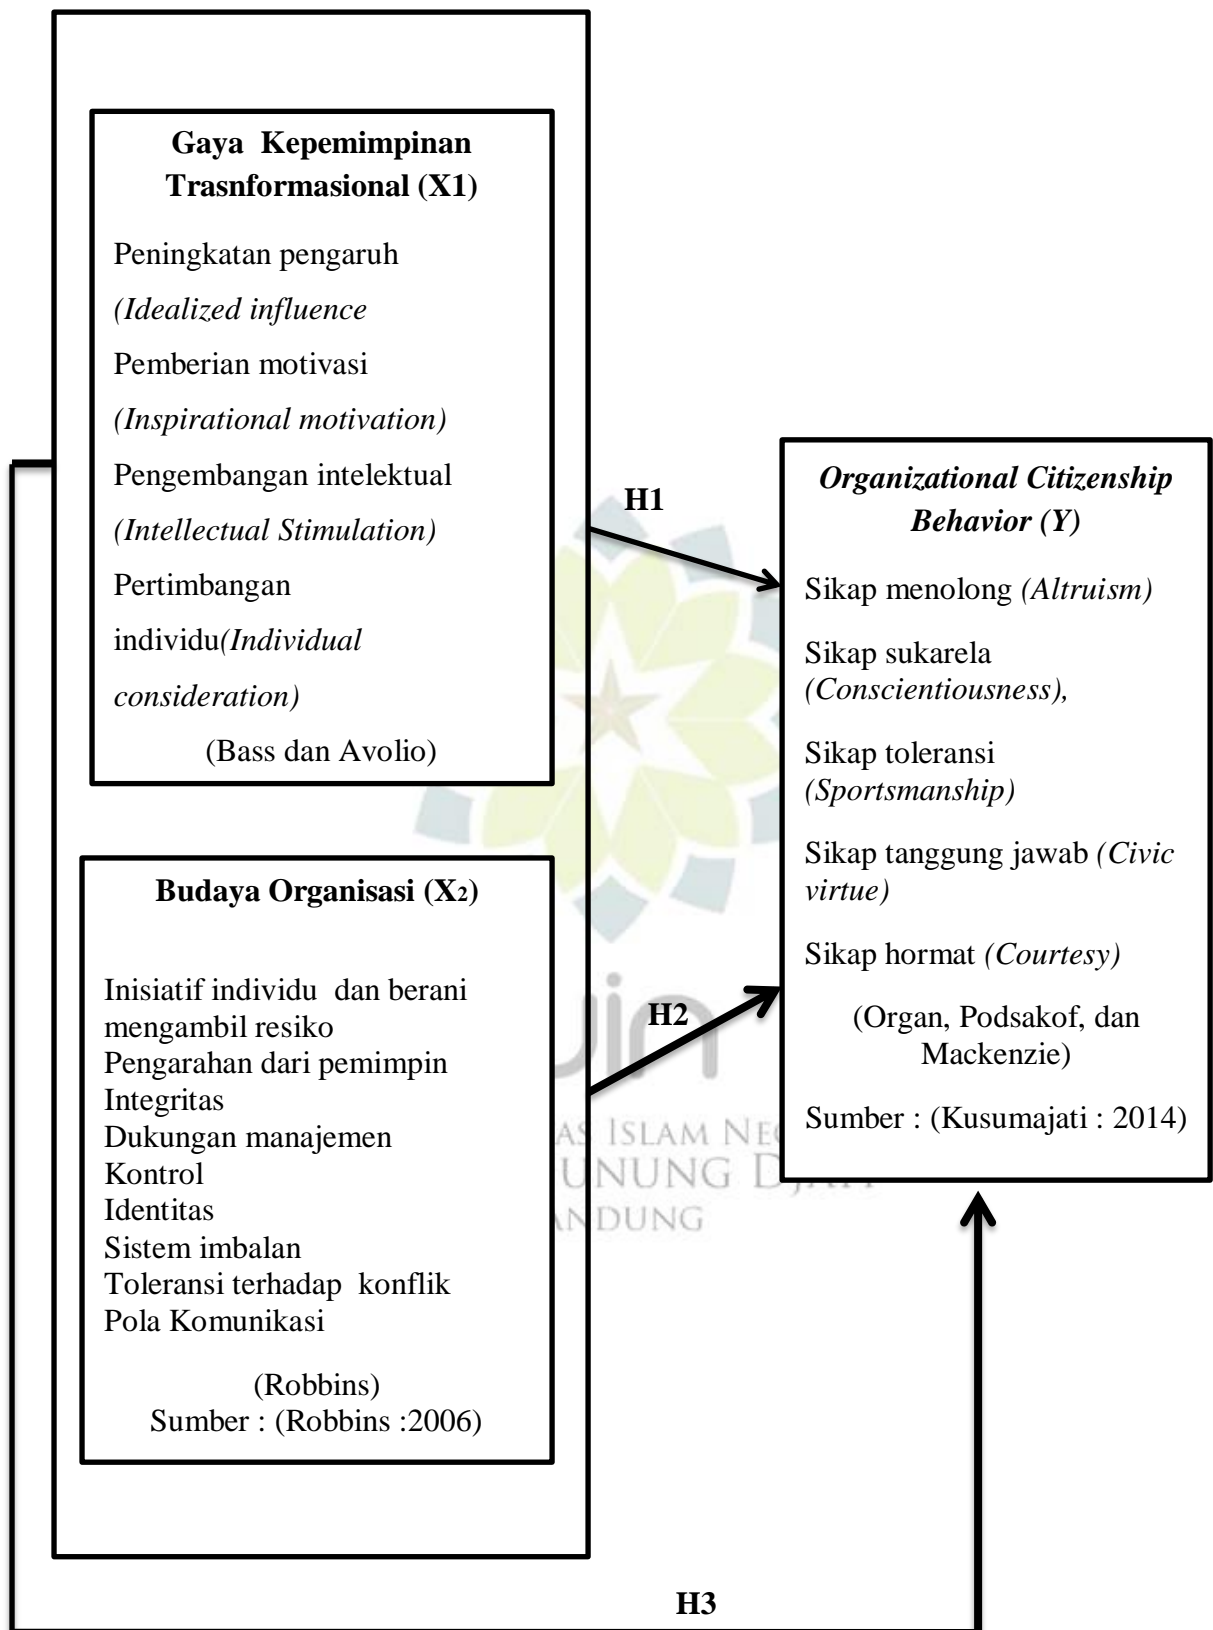 Gaya  Kepemimpinan
Trasnformasional (X1)
Peningkatan pengaruh
(Idealized influence
Pemberian motivasi
(Inspirational motivation)
Pengembangan intelektual
(Intellectual Stimulation)
Pertimbangan
individu(Individual
consideration)
(Bass dan Avolio)
Budaya Organisasi (X2)
Inisiatif individu  dan berani
mengambil resiko
Pengarahan dari pemimpin
Integritas
Dukungan manajemen
Kontrol
Identitas
Sistem imbalan
Toleransi terhadap  konflik
Pola Komunikasi
(Robbins)
Sumber : (Robbins :2006)
H1
H2
Organizational Citizenship
Behavior (Y)
Sikap menolong (Altruism)
Sikap sukarela
(Conscientiousness),
Sikap toleransi
(Sportsmanship)
Sikap tanggung jawab (Civic
virtue)
Sikap hormat (Courtesy)
(Organ, Podsakof, dan
Mackenzie)
Sumber : (Kusumajati : 2014)
ISLAM
H3